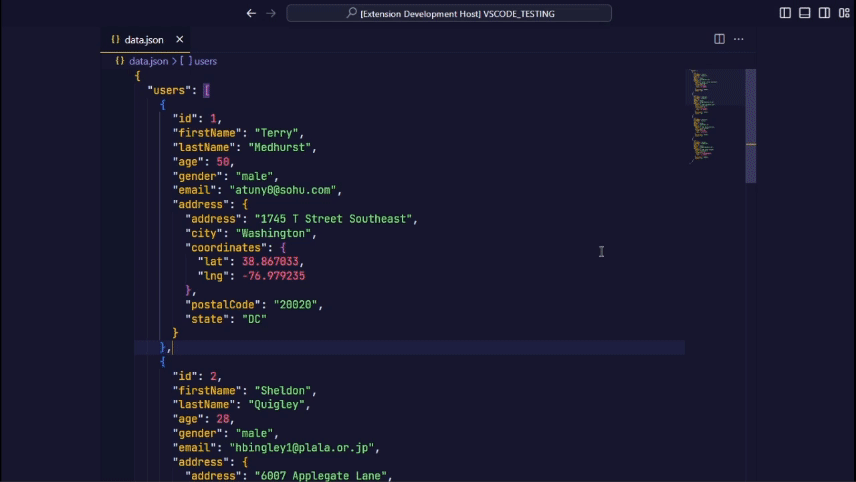 [Extension Development Host] VSCODE_TESTING
{} data.json ×
{} data.json > [ ] users
{
"users": [
{
"id": 1,
"firstName": "Terry",
"lastName": "Medhurst",
"age": 50,
"gender": "male",
"email": "atuny0@sohu.com",
"address": {
"address": "1745 T Street Southeast",
"city": "Washington",
"coordinates": {
"lat": 38.867033,
"lng": -76.979235
},
"postalCode": "20020",
"state": "DC"
}
},
{
"id": 2,
"firstName": "Sheldon",
"lastName": "Quigley",
"age": 28,
"gender": "male",
"email": "hbingley1@plala.or.jp",
"address": {
"address": "6007 Applegate Lane",